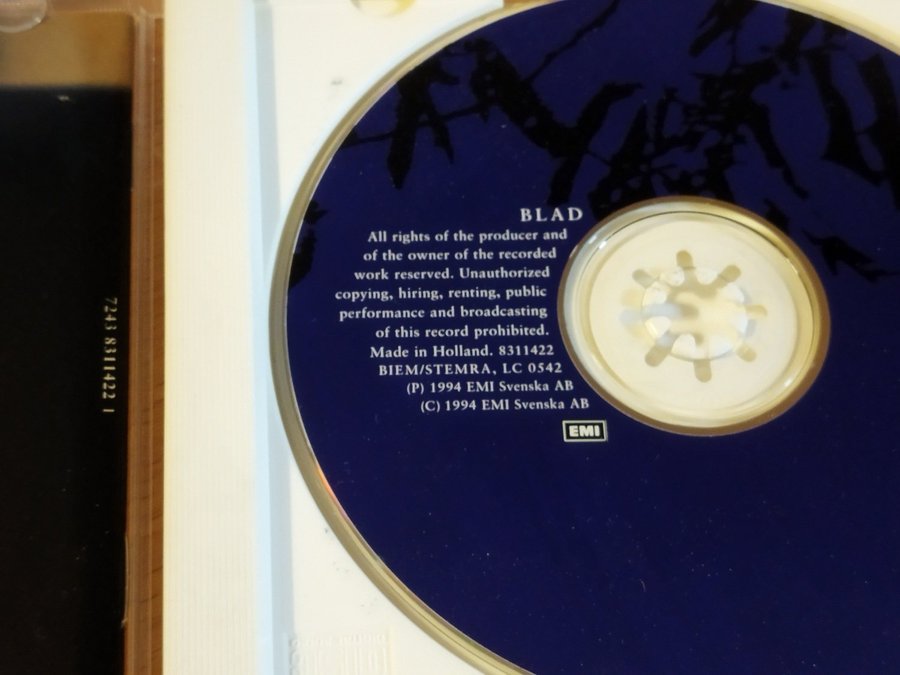 BLAD
All rights of the producer and
of the owner of the recorded
work reserved. Unauthorized
copying, hiring, renting, public
performance and broadcasting
of this record prohibited.
Made in Holland. 8311422
BIEM/STEMRA, LC 0542
(P) 1994 EMI Svenska AB
(C) 1994 EMI Svenska AB
EMI
7243 8311422 1